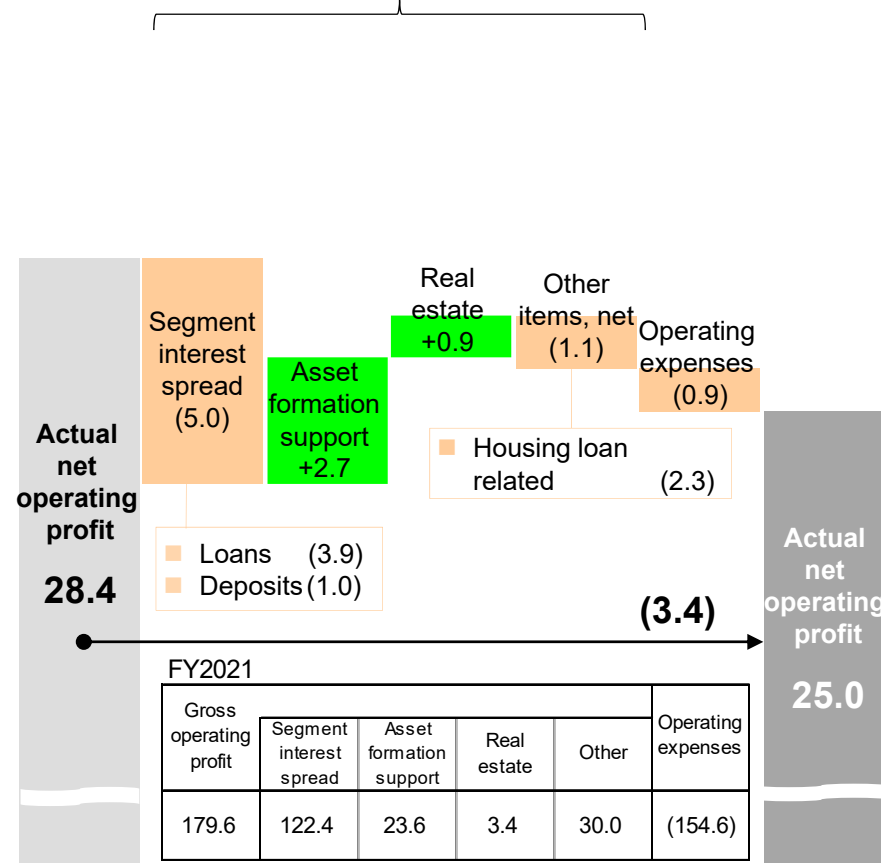 Actual
net
operating
profit
28.4
Segment
interest
spread
(5.0)
Asset
formation
support
+2.7
Real
estate
+0.9
Other
items, net
(1.1)
Operating
expenses
(0.9)
Loans (3.9)
Deposits (1.0)
Housing loan
related (2.3)
(3.4)
Actual
net
operating
profit
25.0
FY2021
Gross
operating
profit
Segment
interest
spread
Asset
formation
support
Real
estate
Other
Operating
expenses
179.6 122.4 23.6 3.4 30.0 (154.6)